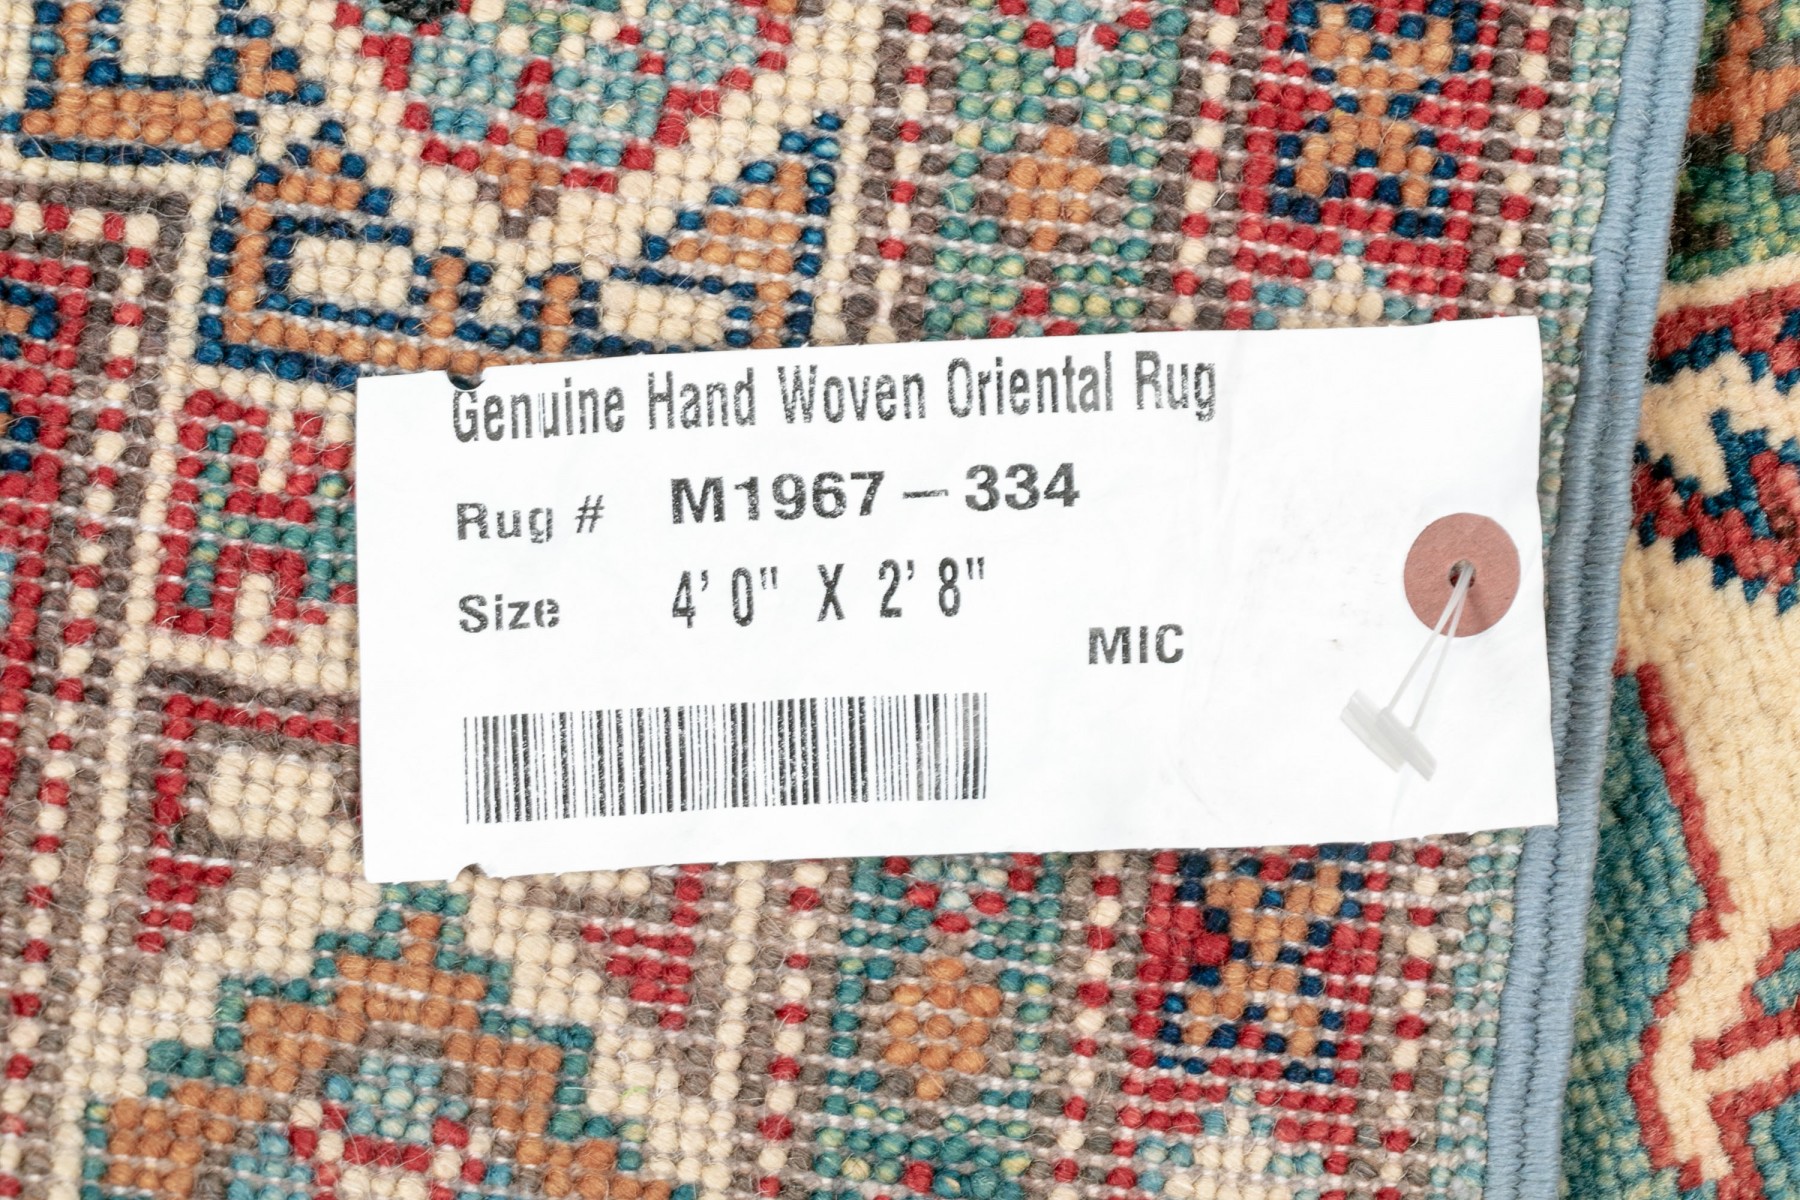 Genuine Hand Woven Oriental Rug
Rug # M1967-334
Size 4' 0" X 2' 8"
MIC